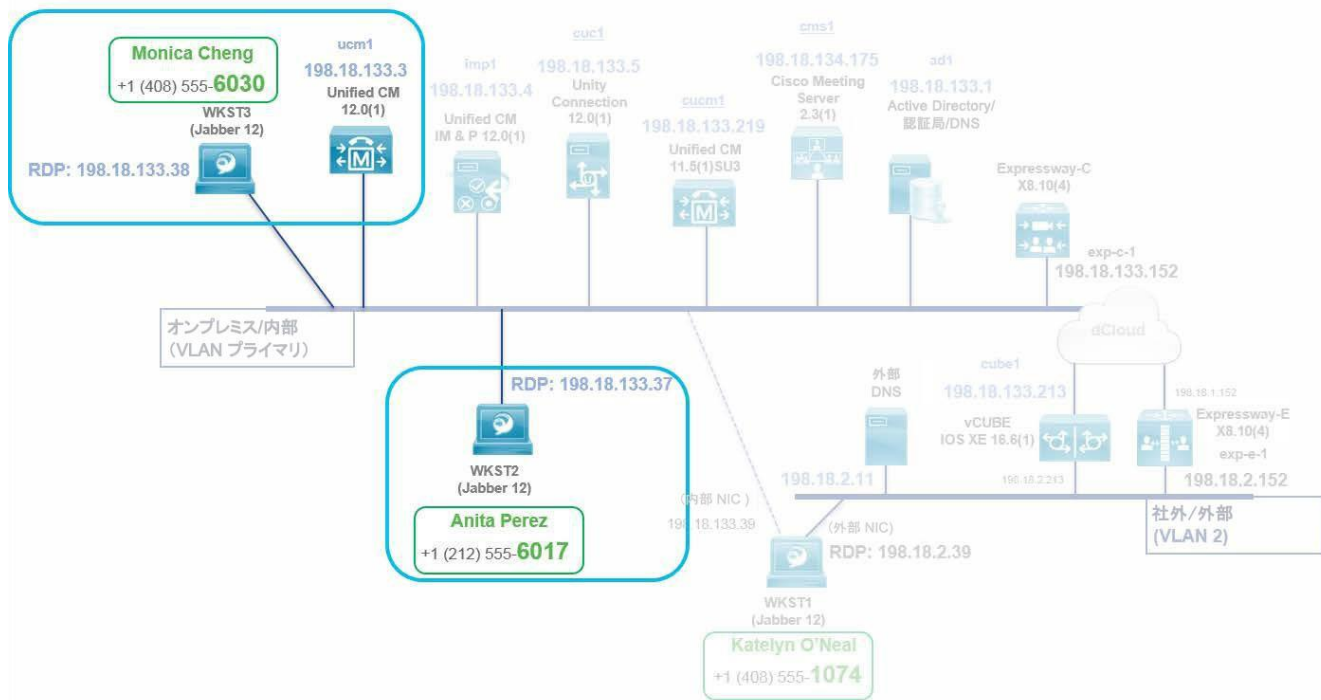 Monica Cheng
+1 (408) 555-6030
WKST3
(Jabber 12)
RDP: 198.18.133.38
ucm1
198.18.133.3
Unified CM
12.0(1)
M
imp1
198.18.133.4
Unified CM
IM & P 12.0(1)
cuc1
198.18.133.5
Unity
Connection
12.0(1)
cucm1
198.18.133.219
Unified CM
11.5(1)SU3
M
cms1
198.18.134.175
Cisco Meeting
Server
2.3(1)
ad1
198.18.133.1
Active Directory/
認証局/DNS
Expressway-C
X8.10(4)
exp-c-1
198.18.133.152
オンプレミス/内部
(VLAN プライマリ)
dCloud
RDP: 198.18.133.37
WKST2
(Jabber 12)
Anita Perez
+1 (212) 555-6017
外部
DNS
198.18.2.11
cube1
198.18.133.213
vCUBE
IOS XE 16.6(1)
198.18.2.213
198.18.1.152
Expressway-E
X8.10(4)
exp-e-1
198.18.2.152
(内部 NIC )
198.18.133.39
(外部 NIC)
RDP: 198.18.2.39
社外/外部
(VLAN 2)
WKST1
(Jabber 12)
Katelyn O'Neal
+1 (408) 555-1074